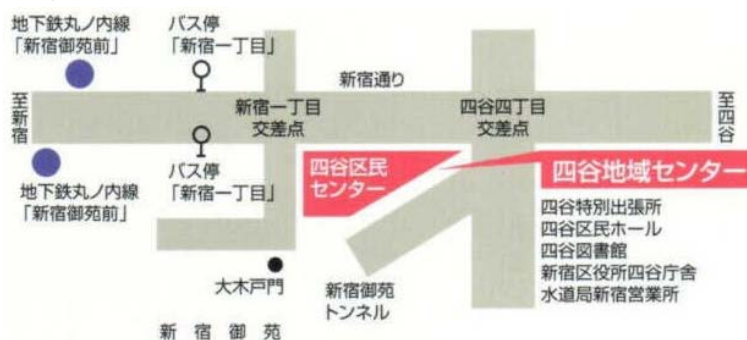 地下鉄丸ノ内線
「新宿御苑前」
バス停
「新宿一丁目」
新宿通り
至新宿
新宿一丁目
交差点
四谷四丁目
交差点
至四谷
地下鉄丸ノ内線
「新宿御苑前」
バス停
「新宿一丁目」
四谷区民
センター
四谷地域センター
四谷特別出張所
四谷区民ホール
四谷図書館
新宿区役所四谷庁舎
水道局新宿営業所
大木戸門
新宿御苑
トンネル
新宿御苑